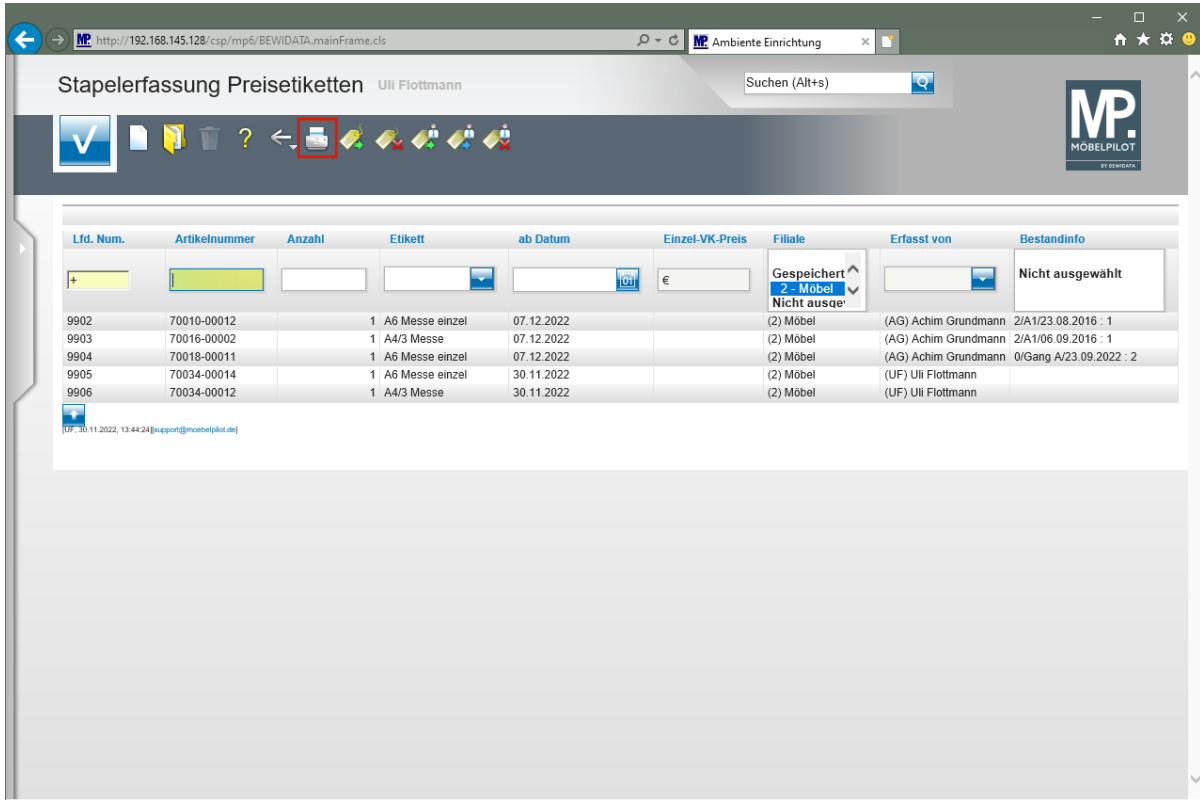 http://192.168.145.128/csp/mp6/BEWIDATA.mainFrame.cls
MP. Ambiente Einrichtung
Stapelerfassung Preisetiketten Uli Flottmann
Suchen (Alt+s)
MP.
MÖBELPILOT
BY BEWIDATA
Lfd. Num. Artikelnummer Anzahl Etikett ab Datum Einzel-VK-Preis Filiale Erfasst von Bestandinfo
Gespeichert
+ 01 € 2 - Möbel Nicht ausgewählt
Nicht ausge
9902 70010-00012 1 A6 Messe einzel 07.12.2022 (2) Möbel (AG) Achim Grundmann 2/A1/23.08.2016 : 1
9903 70016-00002 1 A4/3 Messe 07.12.2022 (2) Möbel (AG) Achim Grundmann 2/A1/06.09.2016 : 1
9904 70018-00011 1 A6 Messe einzel 07.12.2022 (2) Möbel (AG) Achim Grundmann 0/Gang A/23.09.2022 : 2
9905 70034-00014 1 A6 Messe einzel 30.11.2022 (2) Möbel (UF) Uli Flottmann
9906 70034-00012 1 A4/3 Messe 30.11.2022 (2) Möbel (UF) Uli Flottmann
[UF, 30.11.2022, 13:44:24][support@moebelpilot.de]